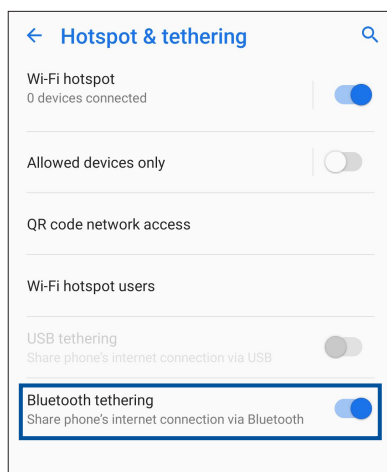 Hotspot & tethering
Wi-Fi hotspot
0 devices connected
Allowed devices only
QR code network access
Wi-Fi hotspot users
USB tethering
Share phone's internet connection via USB
Bluetooth tethering
Share phone's internet connection via Bluetooth